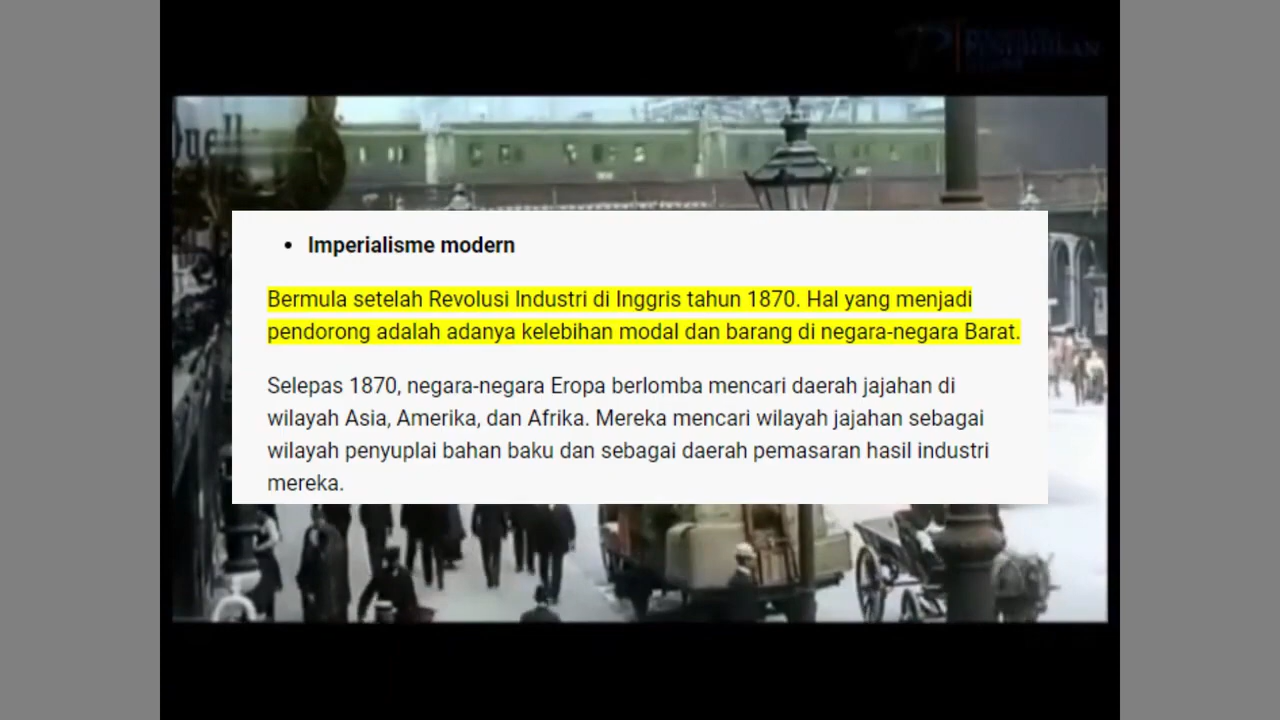 • Imperialisme modern
Bermula setelah Revolusi Industri di Inggris tahun 1870. Hal yang menjadi
pendorong adalah adanya kelebihan modal dan barang di negara-negara Barat.
Selepas 1870, negara-negara Eropa berlomba mencari daerah jajahan di
wilayah Asia, Amerika, dan Afrika. Mereka mencari wilayah jajahan sebagai
wilayah penyuplai bahan baku dan sebagai daerah pemasaran hasil industri
mereka.